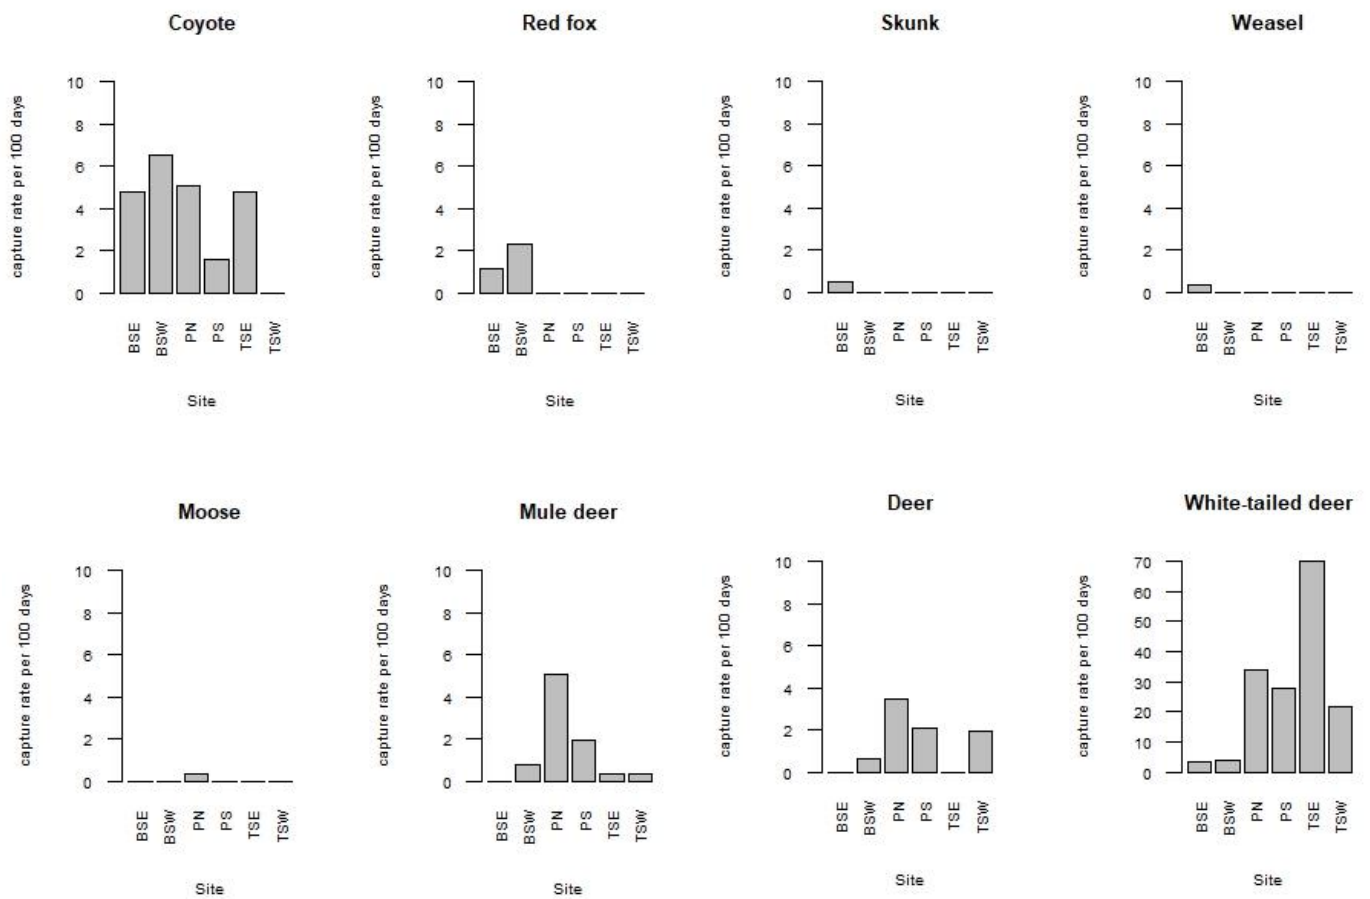 Coyote
capture rate per 100 days
10
8
6
4
2
0
BSE
BSW
PN
PS
TSE
TSW
Site
Red fox
capture rate per 100 days
10
8
6
4
2
0
BSE
BSW
PN
PS
TSE
TSW
Site
Skunk
capture rate per 100 days
10
8
6
4
2
0
BSE
BSW
PN
PS
TSE
TSW
Site
Weasel
capture rate per 100 days
10
8
6
4
2
0
BSE
BSW
PN
PS
TSE
TSW
Site
Moose
capture rate per 100 days
10
8
6
4
2
0
BSE
BSW
PN
PS
TSE
TSW
Site
Mule deer
capture rate per 100 days
10
8
6
4
2
0
BSE
BSW
PN
PS
TSE
TSW
Site
Deer
capture rate per 100 days
10
8
6
4
2
0
BSE
BSW
PN
PS
TSE
TSW
Site
White-tailed deer
capture rate per 100 days
70
60
50
40
30
20
10
0
BSE
BSW
PN
PS
TSE
TSW
Site